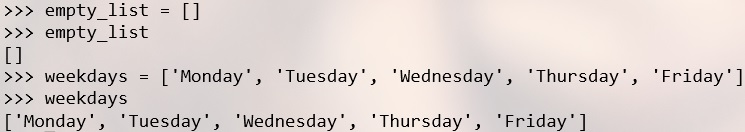 >>> empty_list = []
>>> empty_list
[]
>>> weekdays = ['Monday', 'Tuesday', 'Wednesday', 'Thursday', 'Friday']
>>> weekdays
['Monday', 'Tuesday', 'Wednesday', 'Thursday', 'Friday']